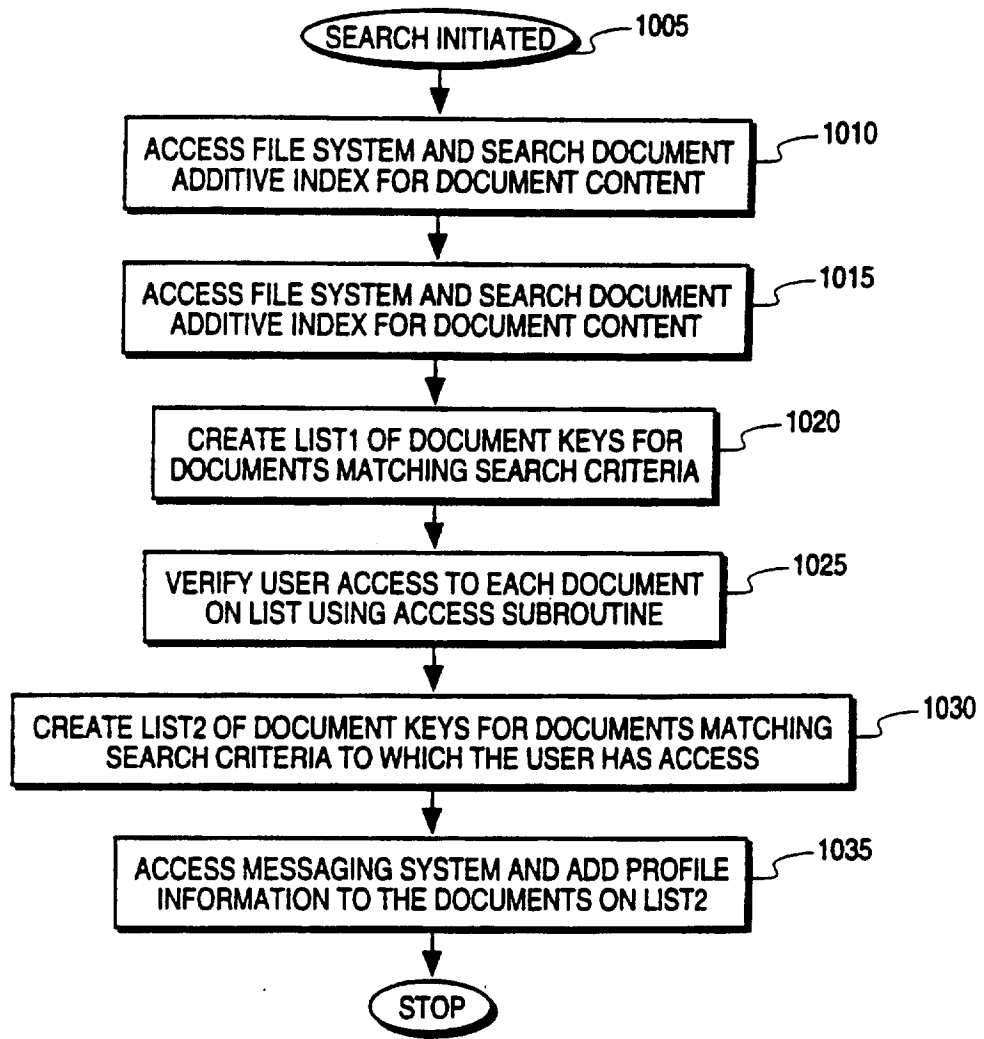 SEARCH INITIATED
1005
ACCESS FILE SYSTEM AND SEARCH DOCUMENT
ADDITIVE INDEX FOR DOCUMENT CONTENT
1010
ACCESS FILE SYSTEM AND SEARCH DOCUMENT
ADDITIVE INDEX FOR DOCUMENT CONTENT
1015
CREATE LIST1 OF DOCUMENT KEYS FOR
DOCUMENTS MATCHING SEARCH CRITERIA
1020
VERIFY USER ACCESS TO EACH DOCUMENT
ON LIST USING ACCESS SUBROUTINE
1025
CREATE LIST2 OF DOCUMENT KEYS FOR DOCUMENTS MATCHING
SEARCH CRITERIA TO WHICH THE USER HAS ACCESS
1030
ACCESS MESSAGING SYSTEM AND ADD PROFILE
INFORMATION TO THE DOCUMENTS ON LIST2
1035
STOP